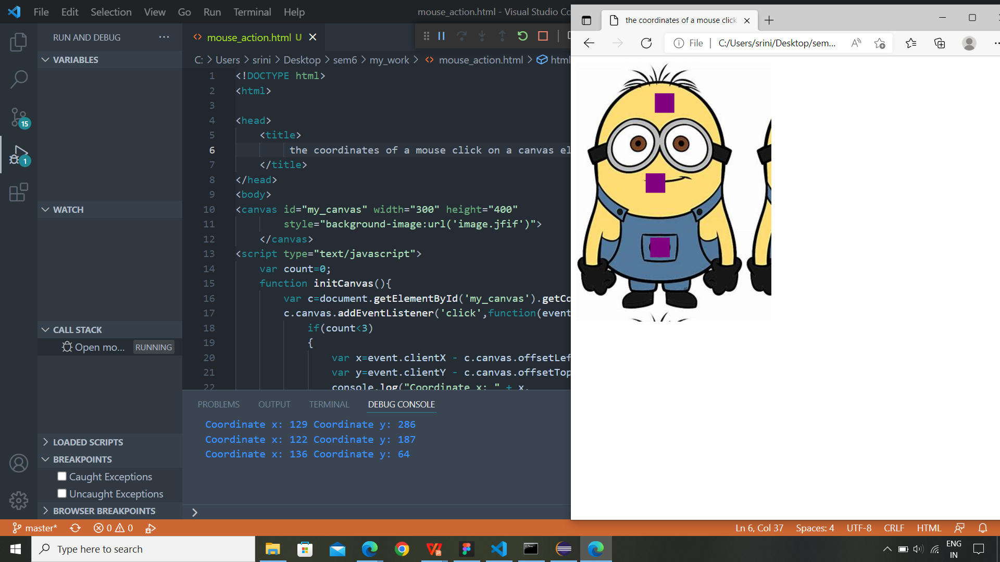 File Edit Selection View Go Run Terminal Help
mouse_action.html - Visual Studio Co
RUN AND DEBUG
VARIABLES
WATCH
CALL STACK
Open mo... RUNNING
LOADED SCRIPTS
BREAKPOINTS
Caught Exceptions
Uncaught Exceptions
BROWSER BREAKPOINTS
15
1
mouse_action.html U
C: > Users > srini > Desktop > sem6 > my_work > mouse_action.html > html
1 <!DOCTYPE html>
2 <html>
3
4 <head>
5 <title>
6 the coordinates of a mouse click on a canvas el
7 </title>
8 </head>
9 <body>
10 <canvas id="my_canvas" width="300" height="400"
11 style="background-image:url('image.jfif')">
12 </canvas>
13 <script type="text/javascript">
14 var count=0;
15 function initCanvas(){
16 var c=document.getElementById('my_canvas').getCo
17 c.canvas.addEventListener('click',function(event
18 if(count<3)
19 {
20 var x=event.clientX - c.canvas.offsetLef
21 var y=event.clientY - c.canvas.offsetTop
22 console.log("Coordinate x: " + x,
PROBLEMS OUTPUT TERMINAL DEBUG CONSOLE
Coordinate x: 129 Coordinate y: 286
Coordinate x: 122 Coordinate y: 187
Coordinate x: 136 Coordinate y: 64
the coordinates of a mouse click
File | C:/Users/srini/Desktop/sem...
master* 0 0 Ln 6, Col 37 Spaces: 4 UTF-8 CRLF HTML
Type here to search
ENG
IN